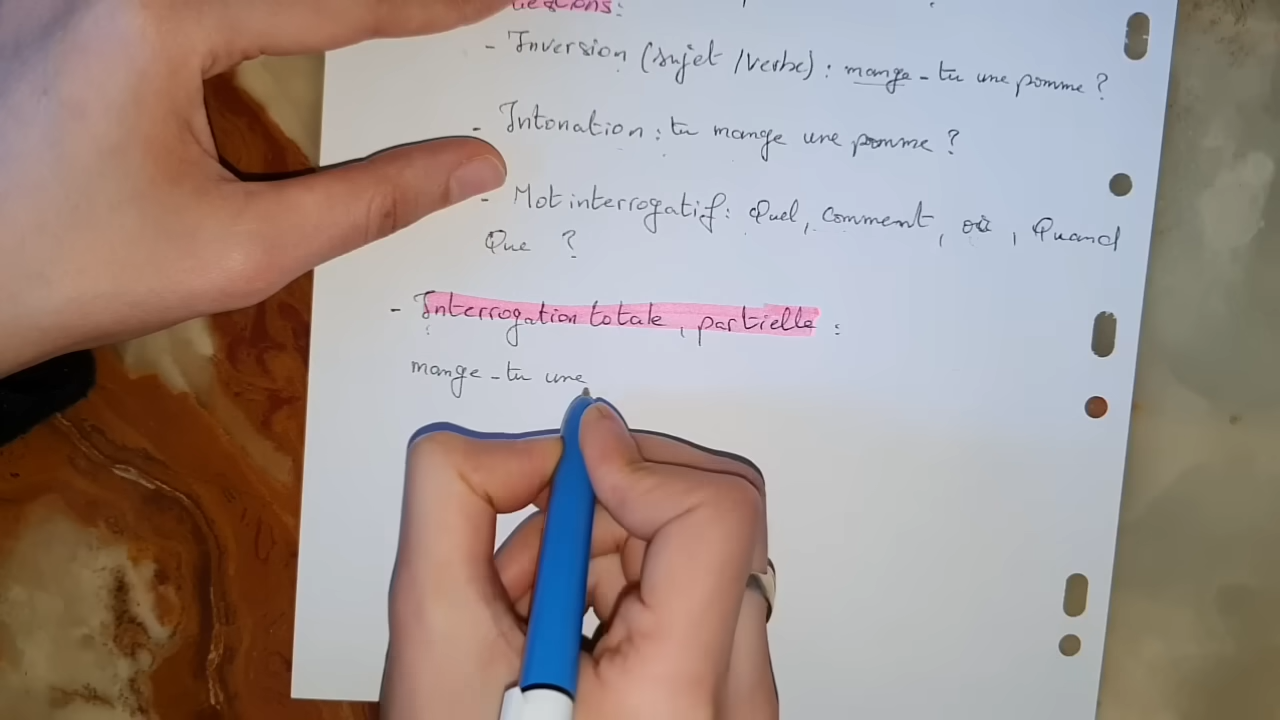 - Inversion (sujet / verbe) : mange - tu une pomme ?
- Intonation : tu mange une pomme ?
- Mot interrogatif : Quel, comment, où, Quand
Que ?
- Interrogation totale, partielle :
mange - tu une